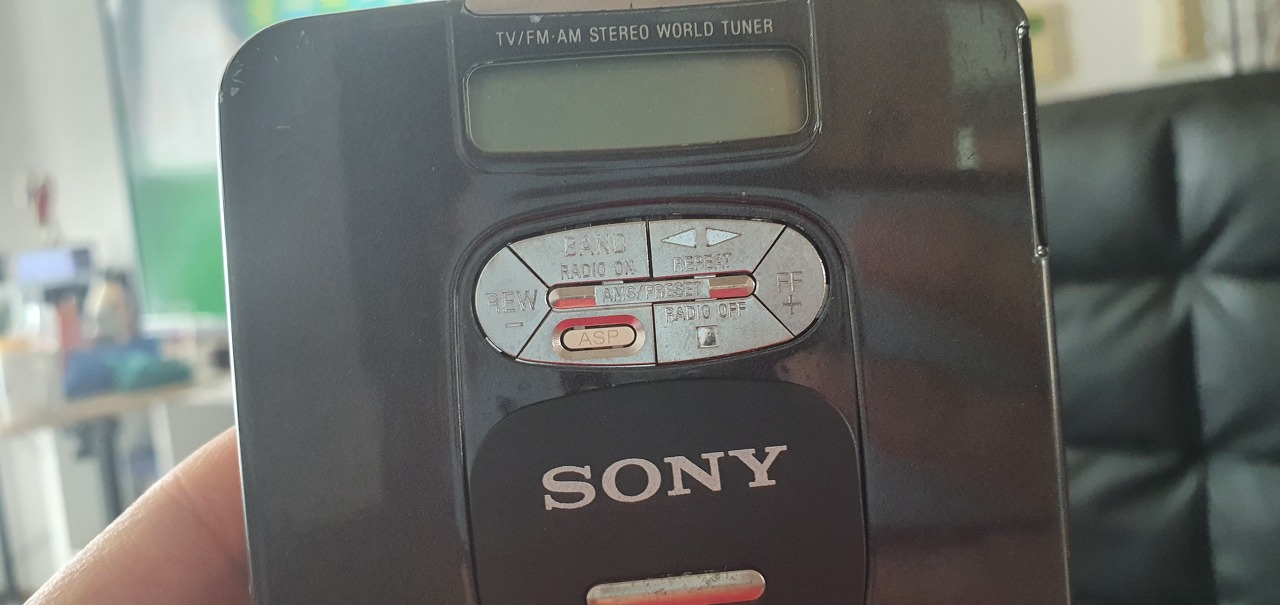 TV/FM·AM STEREO WORLD TUNER
BAND
RADIO ON
REPEAT
REW
−
AMS/PRESET
FF
+
ASP
RADIO OFF
SONY